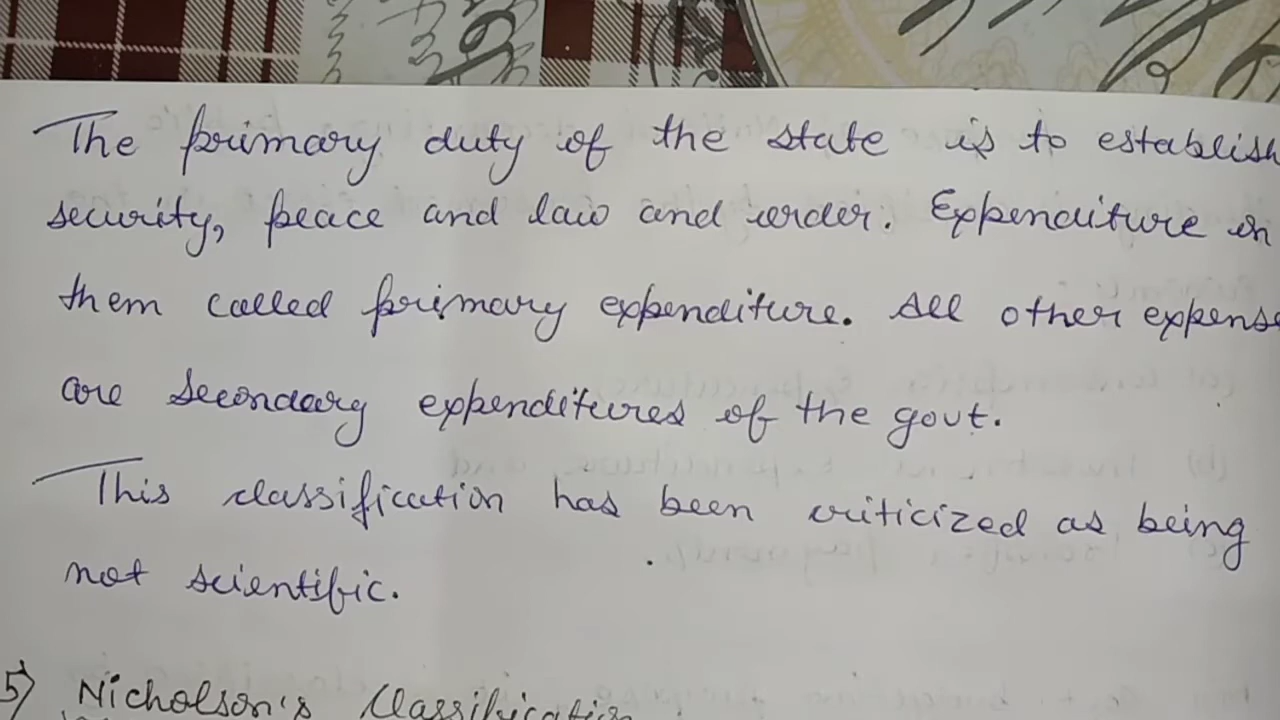 The primary duty of the state is to establish
security, peace and law and order. Expenditure on
them called primary expenditure. All other expense
are secondary expenditures of the govt.
This classification has been criticized as being
not scientific.
5) Nicholson's Classification